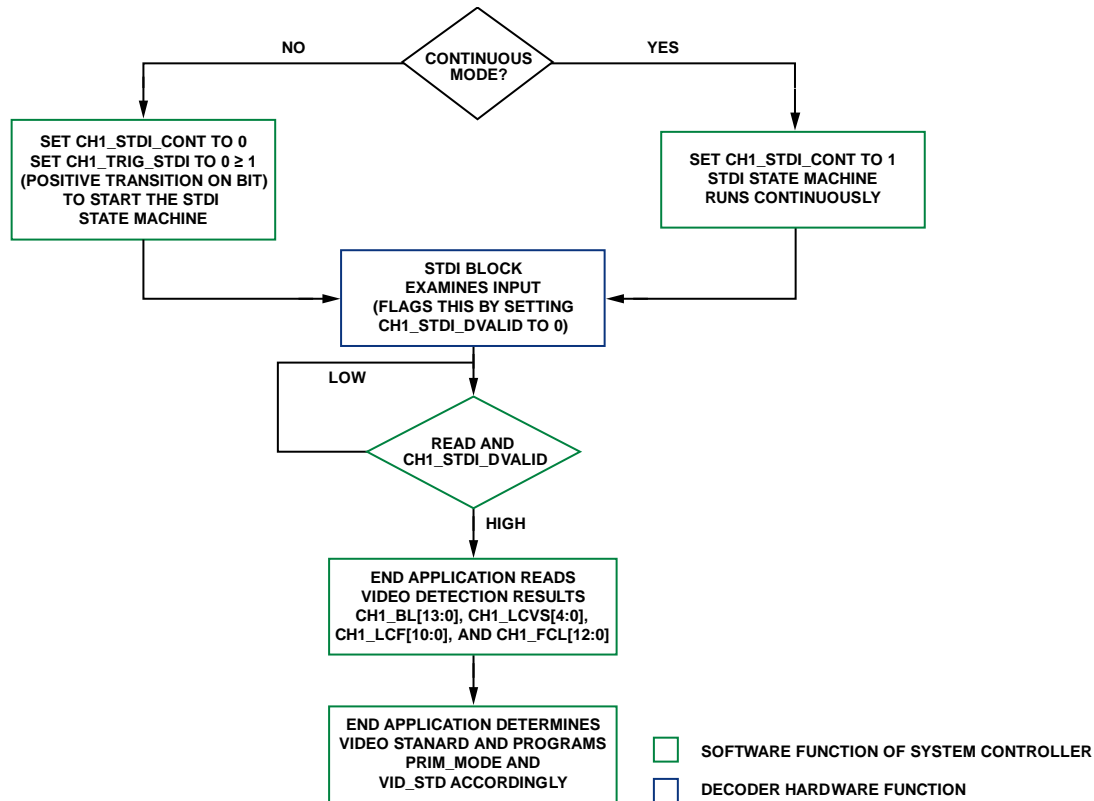 CONTINUOUS
MODE?
NO
YES
SET CH1_STDI_CONT TO 0
SET CH1_TRIG_STDI TO 0 ≥ 1
(POSITIVE TRANSITION ON BIT)
TO START THE STDI
STATE MACHINE
SET CH1_STDI_CONT TO 1
STDI STATE MACHINE
RUNS CONTINUOUSLY
STDI BLOCK
EXAMINES INPUT
(FLAGS THIS BY SETTING
CH1_STDI_DVALID TO 0)
LOW
READ AND
CH1_STDI_DVALID
HIGH
END APPLICATION READS
VIDEO DETECTION RESULTS
CH1_BL[13:0], CH1_LCVS[4:0],
CH1_LCF[10:0], AND CH1_FCL[12:0]
END APPLICATION DETERMINES
VIDEO STANARD AND PROGRAMS
PRIM_MODE AND
VID_STD ACCORDINGLY
SOFTWARE FUNCTION OF SYSTEM CONTROLLER
DECODER HARDWARE FUNCTION